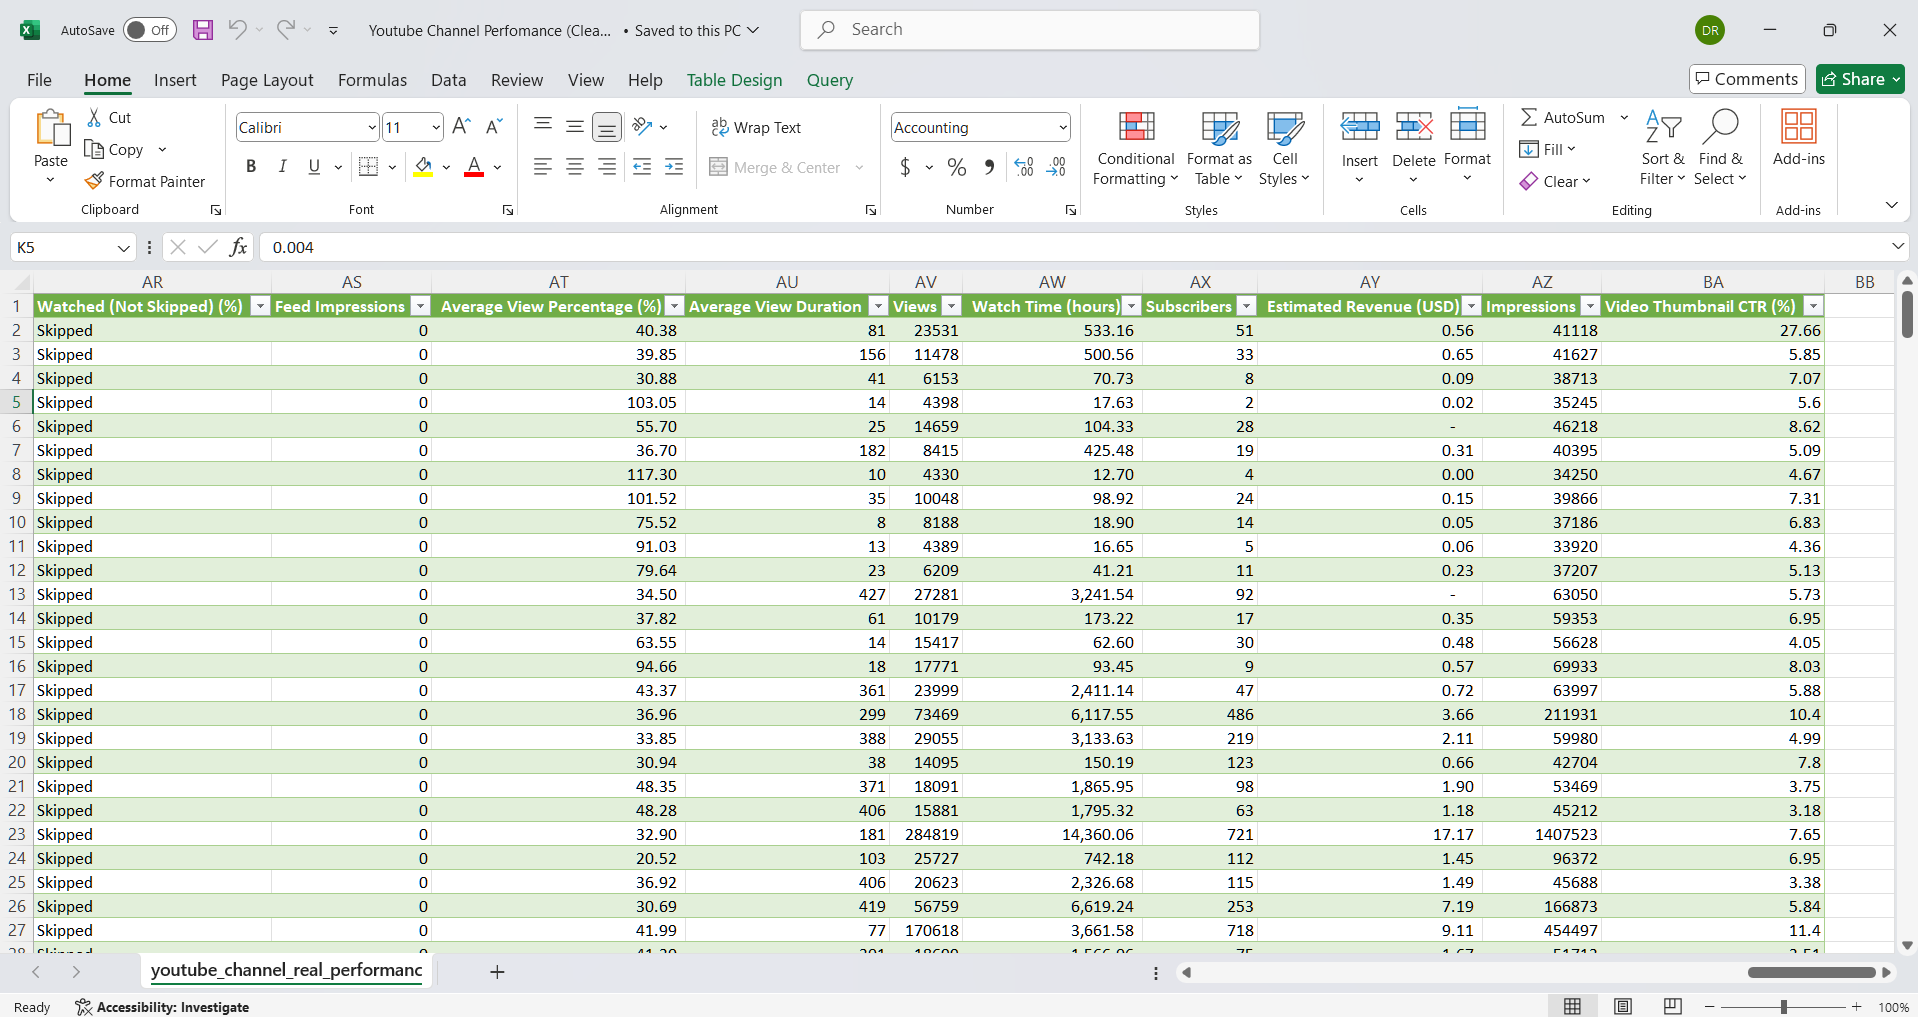 AutoSave Off Youtube Channel Perfomance (Clea... • Saved to this PC Search DR
File Home Insert Page Layout Formulas Data Review View Help Table Design Query Comments Share
Paste Cut Copy Format Painter Clipboard
Calibri 11 B I U A Font
Wrap Text Merge & Center Alignment
Accounting $ % Number
Conditional Formatting Format as Table Cell Styles Styles
Insert Delete Format Cells
AutoSum Fill Clear Sort & Filter Find & Select Editing
Add-ins Add-ins
K5 fx 0.004
AR AS AT AU AV AW AX AY AZ BA BB
1 Watched (Not Skipped) (%) Feed Impressions Average View Percentage (%) Average View Duration Views Watch Time (hours) Subscribers Estimated Revenue (USD) Impressions Video Thumbnail CTR (%)
2 Skipped 0 40.38 81 23531 533.16 51 0.56 41118 27.66
3 Skipped 0 39.85 156 11478 500.56 33 0.65 41627 5.85
4 Skipped 0 30.88 41 6153 70.73 8 0.09 38713 7.07
5 Skipped 0 103.05 14 4398 17.63 2 0.02 35245 5.6
6 Skipped 0 55.70 25 14659 104.33 28 - 46218 8.62
7 Skipped 0 36.70 182 8415 425.48 19 0.31 40395 5.09
8 Skipped 0 117.30 10 4330 12.70 4 0.00 34250 4.67
9 Skipped 0 101.52 35 10048 98.92 24 0.15 39866 7.31
10 Skipped 0 75.52 8 8188 18.90 14 0.05 37186 6.83
11 Skipped 0 91.03 13 4389 16.65 5 0.06 33920 4.36
12 Skipped 0 79.64 23 6209 41.21 11 0.23 37207 5.13
13 Skipped 0 34.50 427 27281 3,241.54 92 - 63050 5.73
14 Skipped 0 37.82 61 10179 173.22 17 0.35 59353 6.95
15 Skipped 0 63.55 14 15417 62.60 30 0.48 56628 4.05
16 Skipped 0 94.66 18 17771 93.45 9 0.57 69933 8.03
17 Skipped 0 43.37 361 23999 2,411.14 47 0.72 63997 5.88
18 Skipped 0 36.96 299 73469 6,117.55 486 3.66 211931 10.4
19 Skipped 0 33.85 388 29055 3,133.63 219 2.11 59980 4.99
20 Skipped 0 30.94 38 14095 150.19 123 0.66 42704 7.8
21 Skipped 0 48.35 371 18091 1,865.95 98 1.90 53469 3.75
22 Skipped 0 48.28 406 15881 1,795.32 63 1.18 45212 3.18
23 Skipped 0 32.90 181 284819 14,360.06 721 17.17 1407523 7.65
24 Skipped 0 20.52 103 25727 742.18 112 1.45 96372 6.95
25 Skipped 0 36.92 406 20623 2,326.68 115 1.49 45688 3.38
26 Skipped 0 30.69 419 56759 6,619.24 253 7.19 166873 5.84
27 Skipped 0 41.99 77 170618 3,661.58 718 9.11 454497 11.4
youtube_channel_real_performanc
Ready Accessibility: Investigate 100%